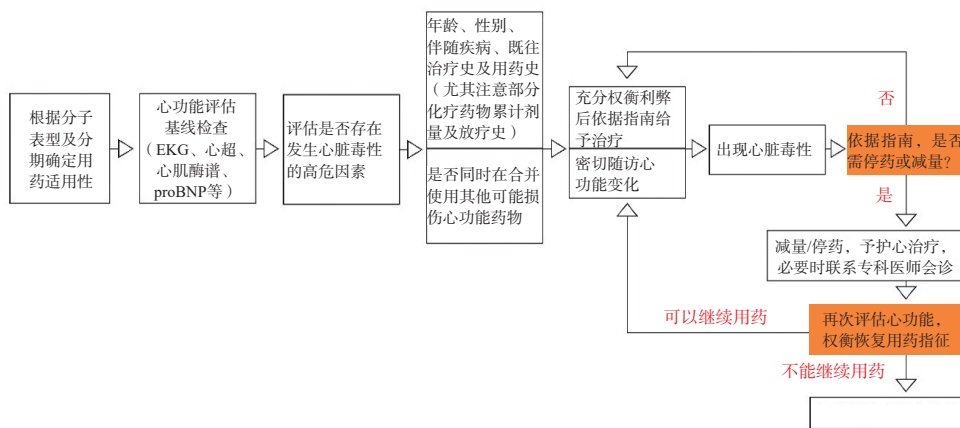 根据分子
表型及分
期确定用
药适用性
心功能评估
基线检查
（EKG、心超、
心肌酶谱、
proBNP等）
评估是否存在
发生心脏毒性
的高危因素
年龄、性别、
伴随疾病、既往
治疗史及用药史
（尤其注意部分
化疗药物累计剂
量及放疗史）
是否同时在合并
使用其他可能损
伤心功能药物
充分权衡利弊
后依据指南给
予治疗
密切随访心
功能变化
出现心脏毒性
依据指南，是否
需停药或减量？
否
是
减量/停药，予护心治疗，
必要时联系专科医师会诊
再次评估心功能，
权衡恢复用药指征
可以继续用药
不能继续用药